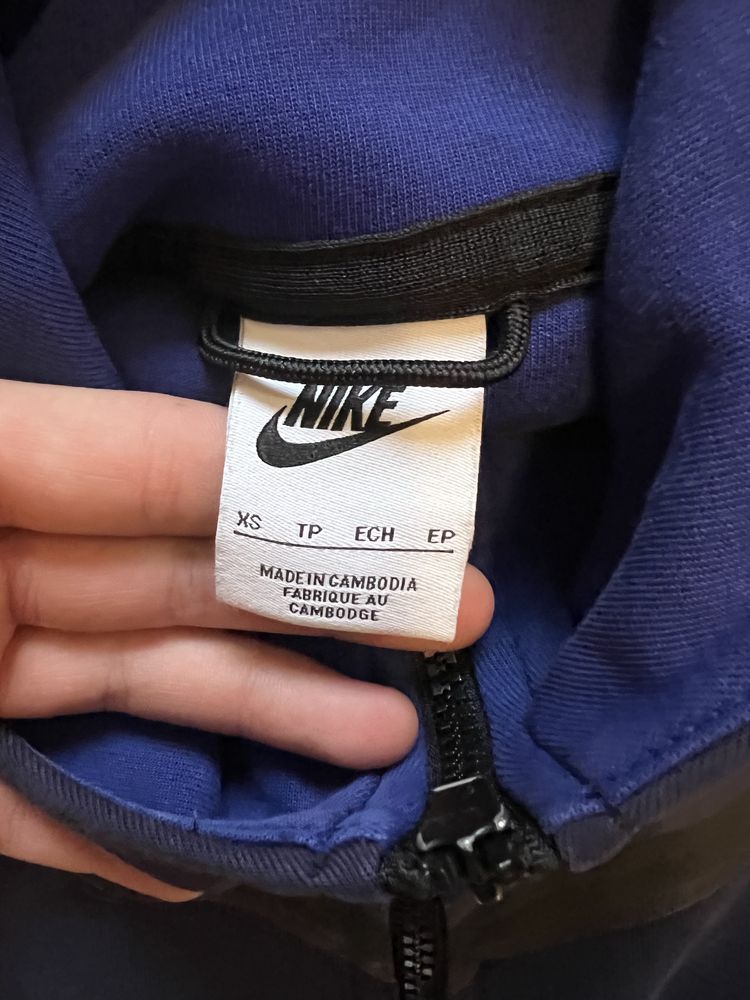 NIKE
XS TP ECH EP
MADE IN CAMBODIA
FABRIQUE AU
CAMBODGE